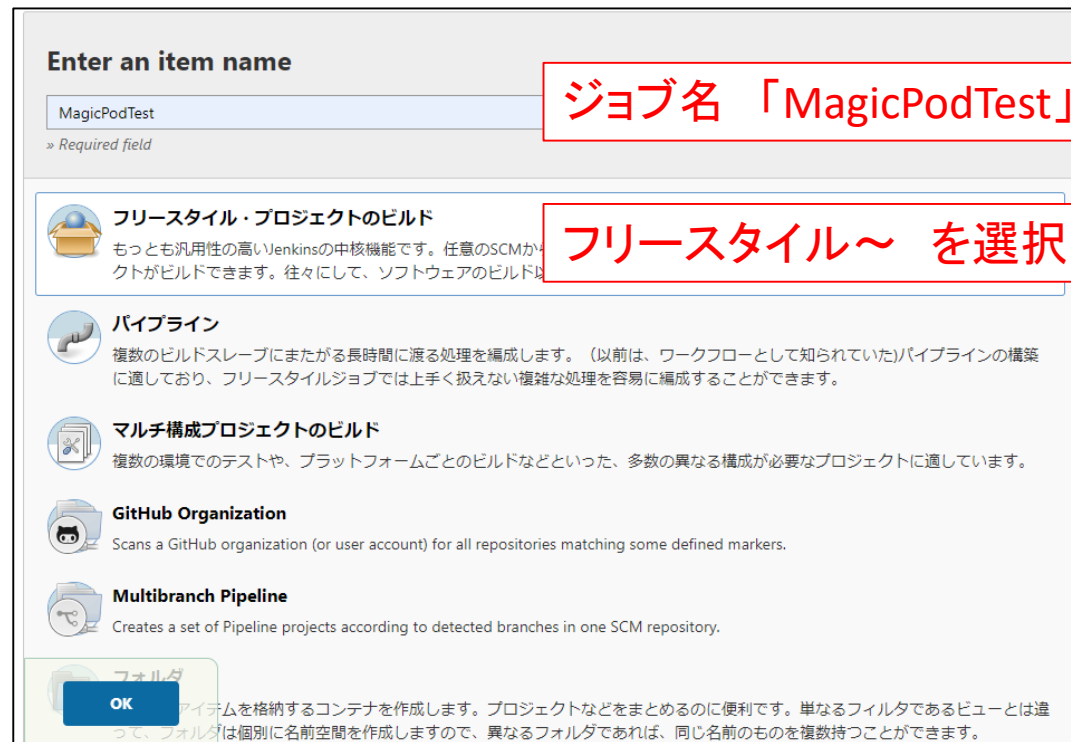 Enter an item name
MagicPodTest
ジョブ名 「MagicPodTest」
» Required field
フリースタイル・プロジェクトのビルド
もっとも汎用性の高いJenkinsの中核機能です。任意のSCMか
クトがビルドできます。往々にして、ソフトウェアのビルド
フリースタイル～ を選択
パイプライン
複数のビルドスレーブにまたがる長時間に渡る処理を編成します。（以前は、ワークフローとして知られていた)パイプラインの構築
に適しており、フリースタイルジョブでは上手く扱えない複雑な処理を容易に編成することができます。
マルチ構成プロジェクトのビルド
複数の環境でのテストや、プラットフォームごとのビルドなどといった、多数の異なる構成が必要なプロジェクトに適しています。
GitHub Organization
Scans a GitHub organization (or user account) for all repositories matching some defined markers.
Multibranch Pipeline
Creates a set of Pipeline projects according to detected branches in one SCM repository.
フォルダ
OK
アイテムを格納するコンテナを作成します。プロジェクトなどをまとめるのに便利です。単なるフィルタであるビューとは違
って、フォルダは個別に名前空間を作成しますので、異なるフォルダであれば、同じ名前のものを複数持つことができます。